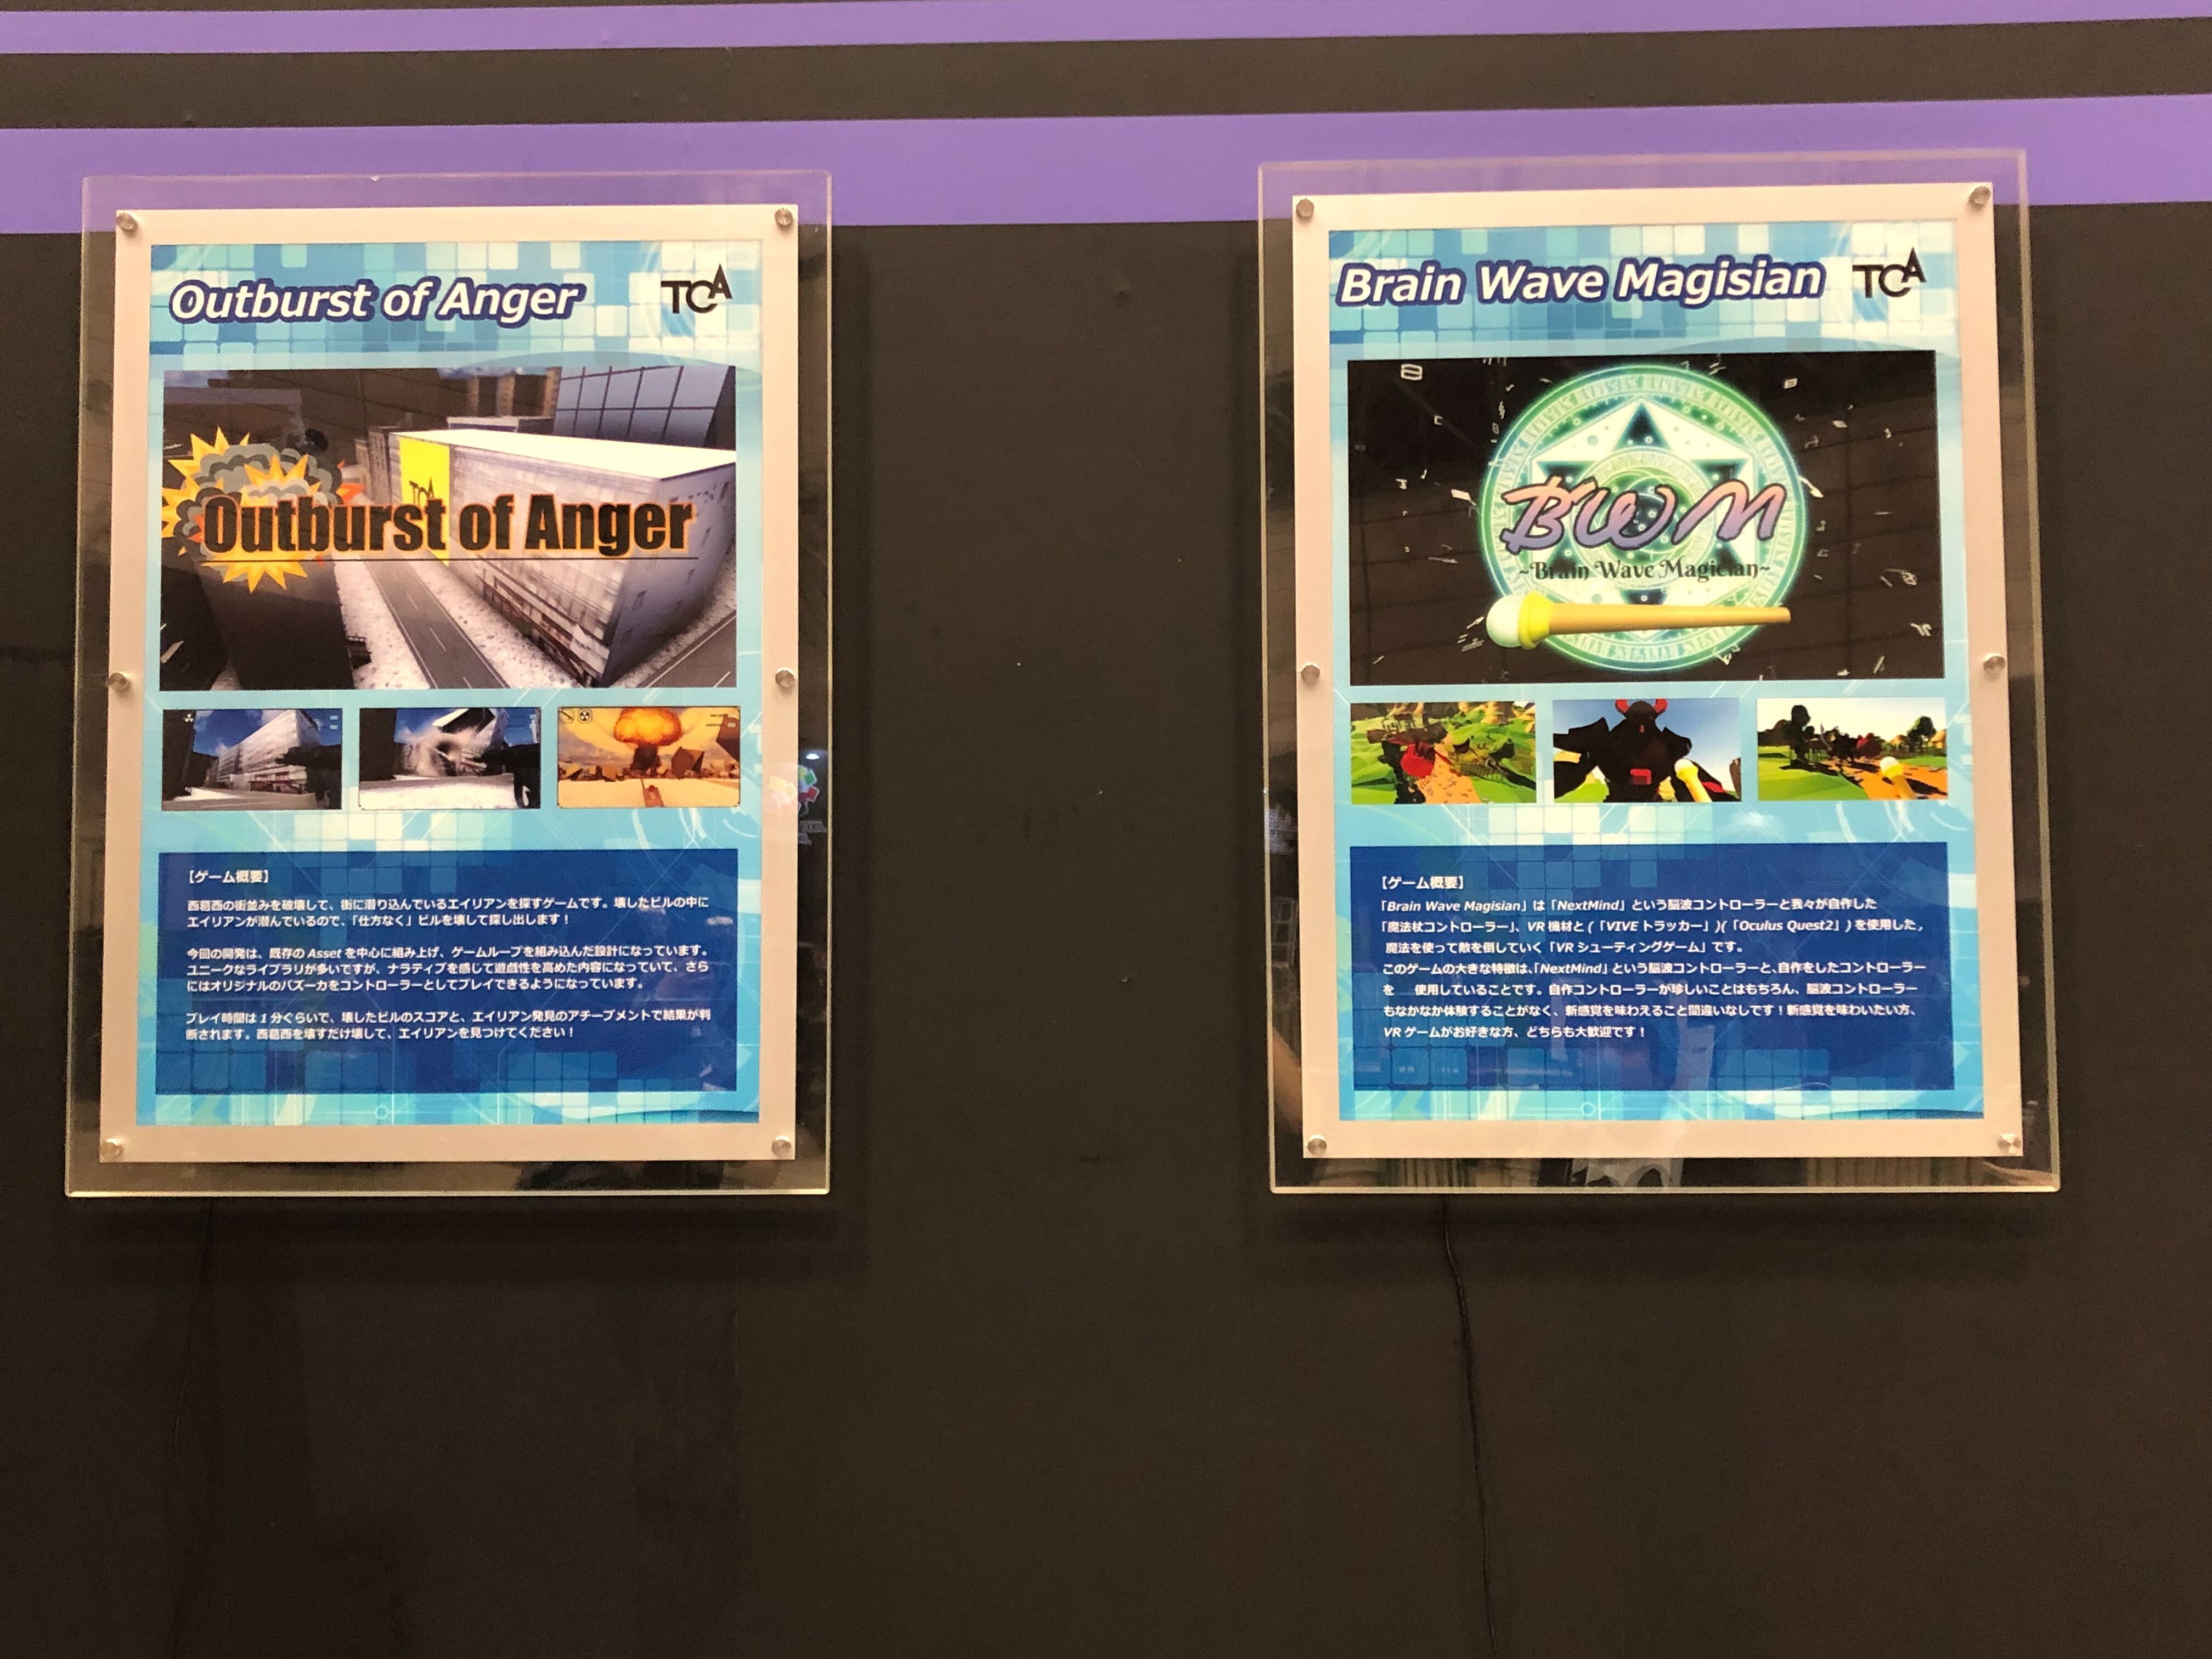 Outburst of Anger
TCA
TCA
Outburst of Anger
【ゲーム概要】
西葛西の街並みを破壊して、街に潜り込んでいるエイリアンを探すゲームです。壊したビルの中に
エイリアンが潜んでいるので、「仕方なく」ビルを壊して探し出します！
今回の開発は、既存の Asset を中心に組み上げ、ゲームループを組み込んだ設計になっています。
ユニークなライブラリが多いですが、ナラティブを感じて遊戯性を高めた内容になっていて、さら
にはオリジナルのバズーカをコントローラーとしてプレイできるようになっています。
プレイ時間は 1 分くらいで、壊したビルのスコアと、エイリアン発見のアチーブメントで結果が判
断されます。西葛西を壊すだけ壊して、エイリアンを見つけてください！
Brain Wave Magisian
TCA
BWM
~Brain Wave Magician~
【ゲーム概要】
「Brain Wave Magisian」は「NextMind」という脳波コントローラーと我々が自作した
「魔法杖コントローラー」、VR 機材と (「VIVE トラッカー」)(「Oculus Quest2」) を使用した,
魔法を使って敵を倒していく「VR シューティングゲーム」です。
このゲームの大きな特徴は、「NextMind」という脳波コントローラーと、自作をしたコントローラー
を　使用していることです。自作コントローラーが珍しいことはもちろん、脳波コントローラー
もなかなか体験することがなく、新感覚を味わえること間違いなしです！新感覚を味わいたい方、
VR ゲームがお好きな方、どちらも大歓迎です！